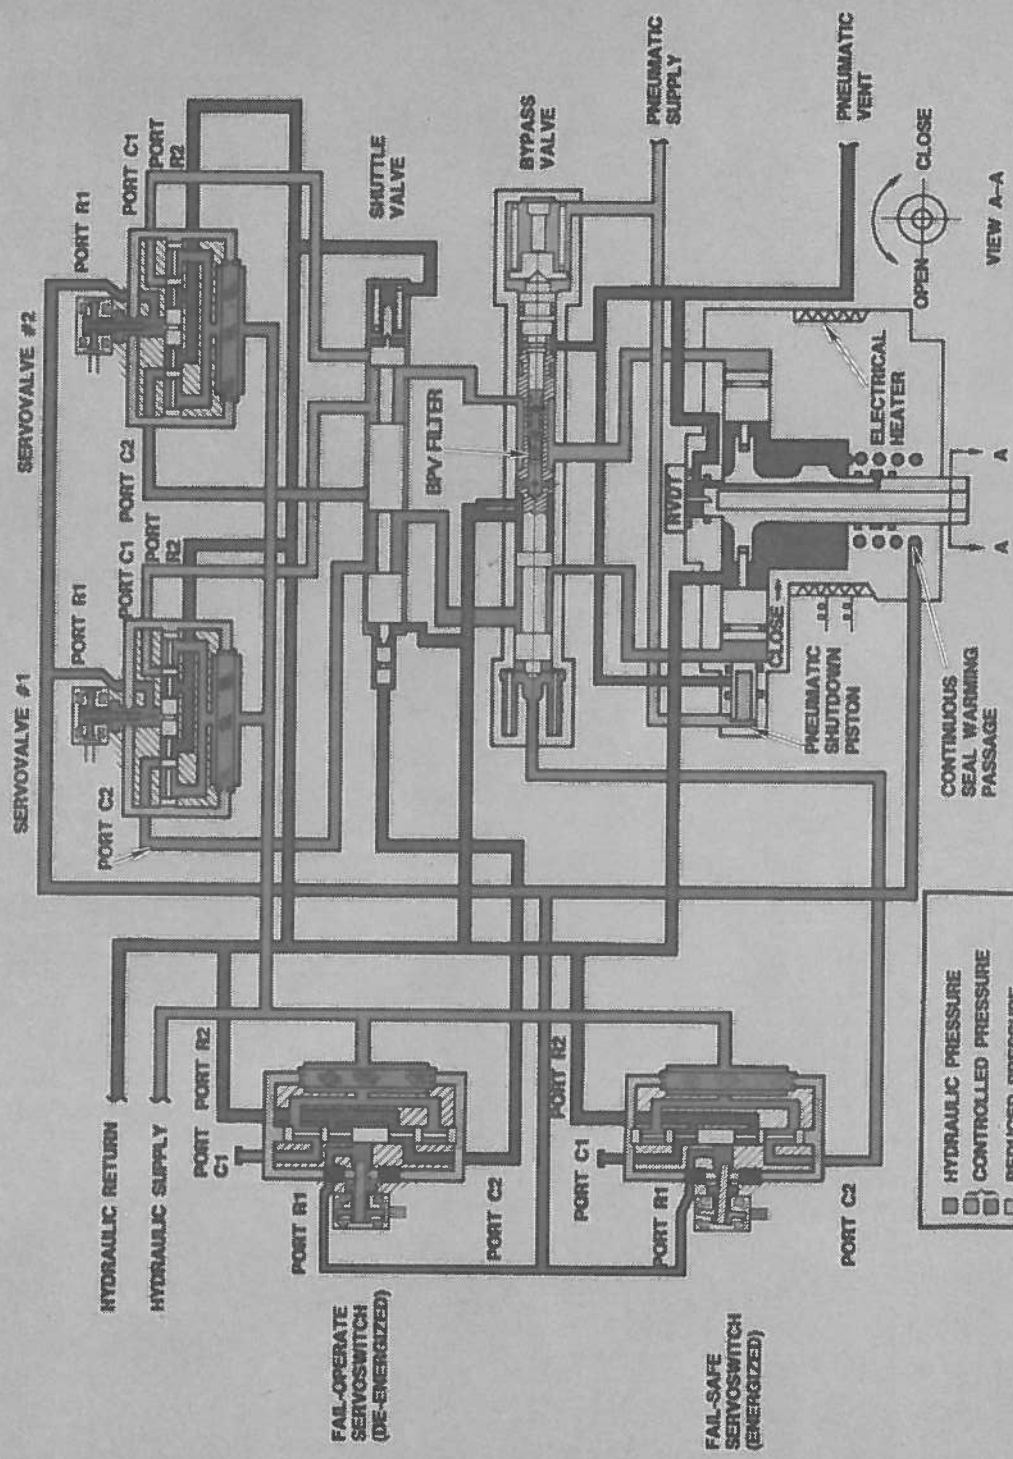 SERVOVALVE #1
SERVOVALVE #2
PORT R1
PORT C1
PORT R2
PORT C2
PORT R1
PORT C1
PORT
R2
PORT C2
HYDRAULIC RETURN
HYDRAULIC SUPPLY
SHUTTLE
VALVE
BPV FILTER
BYPASS
VALVE
PNEUMATIC
SUPPLY
PNEUMATIC
VENT
FAIL-OPERATE
SERVOSWITCH
(DE-ENERGIZED)
PORT R2
PORT
C1
PORT R1
PORT C2
FAIL-SAFE
SERVOSWITCH
(ENERGIZED)
PORT R2
PORT C1
PORT R1
PORT C2
RVDT
CLOSE
PNEUMATIC
SHUTDOWN
PISTON
ELECTRICAL
HEATER
CONTINUOUS
SEAL WARMING
PASSAGE
A
A
OPEN
CLOSE
VIEW A-A
HYDRAULIC PRESSURE
CONTROLLED PRESSURE